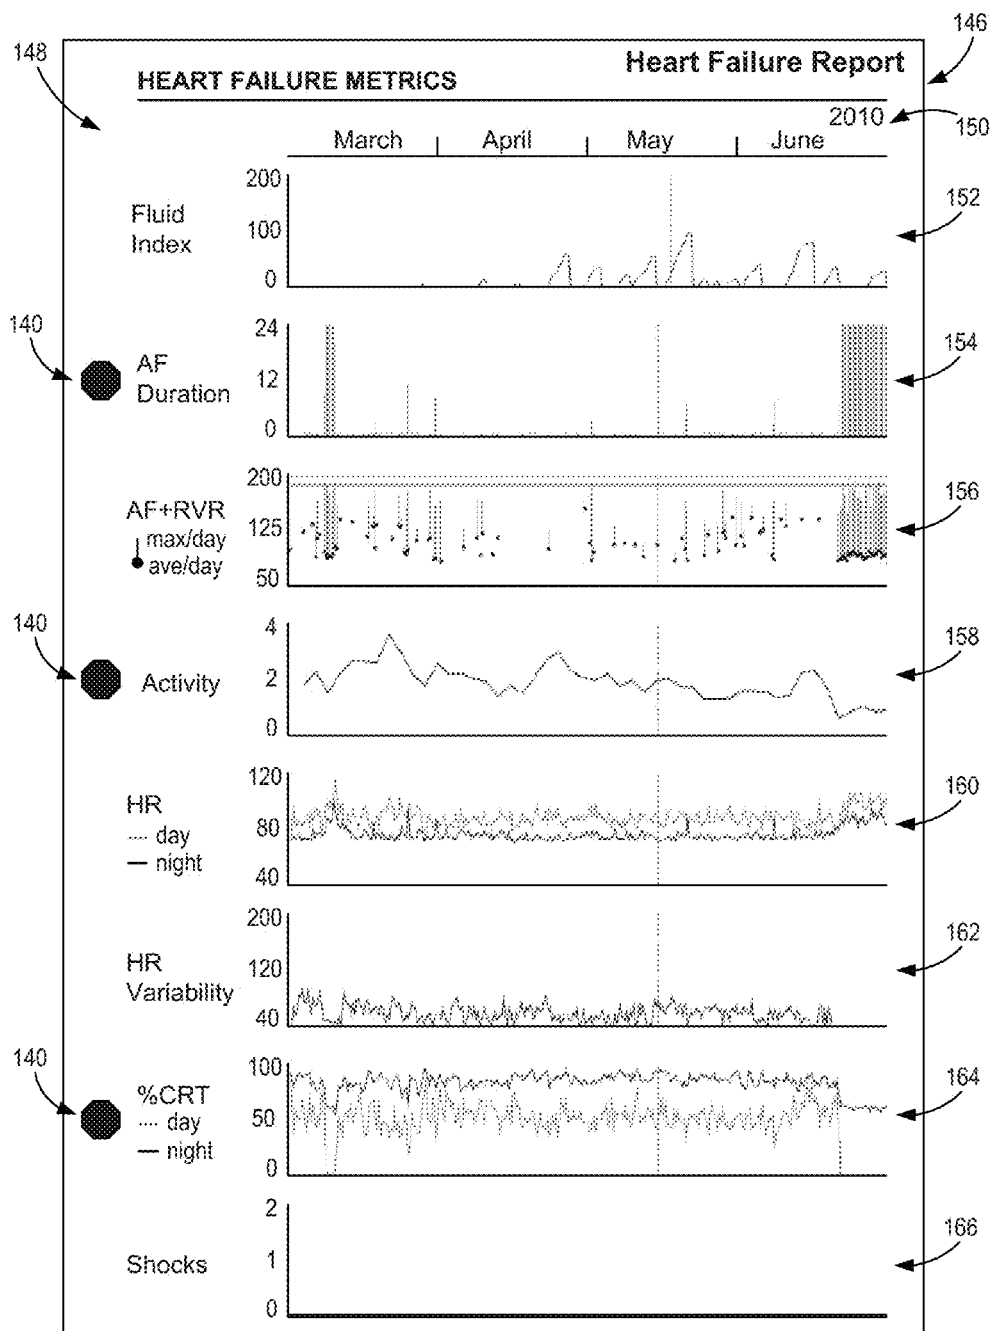 146
148
Heart Failure Report
HEART FAILURE METRICS
2010
150
March April May June
200
152
Fluid
Index
100
0
140
24
154
AF
Duration
12
0
200
156
AF+RVR
max/day
ave/day
125
50
140
4
158
Activity
2
0
120
160
HR
day
night
80
40
200
162
HR
Variability
120
40
140
100
164
%CRT
day
night
50
0
2
166
Shocks
1
0